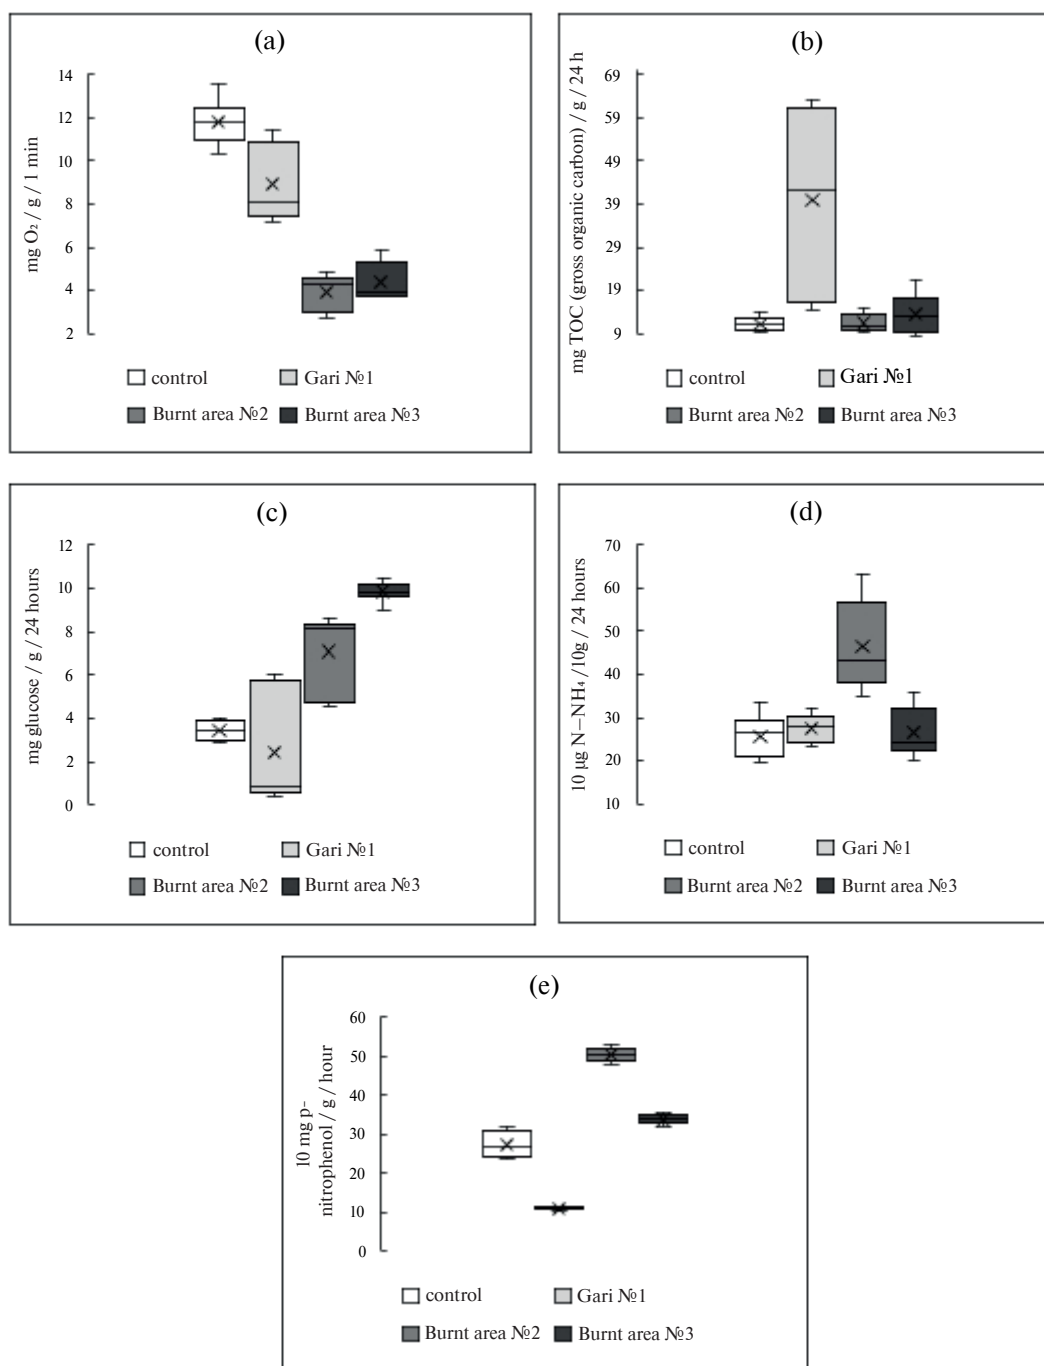 (a)
mg O₂ / g / 1 min
14
12
10
8
6
4
2
control
Gari №1
Burnt area №2
Burnt area №3
(b)
mg TOC (gross organic carbon) / g / 24 h
69
59
49
39
29
19
9
control
Gari №1
Burnt area №2
Burnt area №3
(c)
mg glucose / g / 24 hours
12
10
8
6
4
2
0
control
Gari №1
Burnt area №2
Burnt area №3
(d)
10 µg N–NH₄ /10g / 24 hours
70
60
50
40
30
20
10
control
Gari №1
Burnt area №2
Burnt area №3
(e)
10 mg p-
nitrophenol / g / hour
60
50
40
30
20
10
0
control
Gari №1
Burnt area №2
Burnt area №3